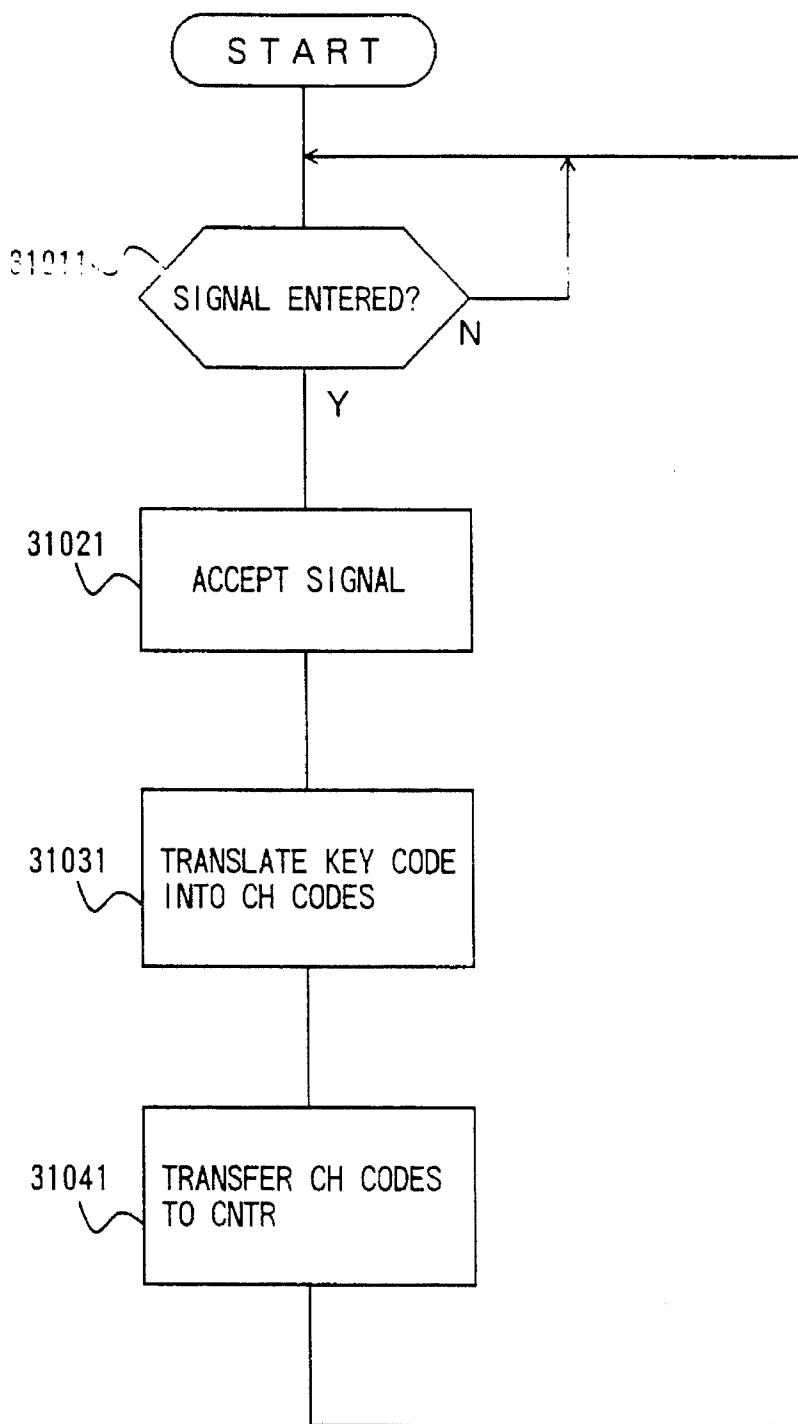 START
31011
SIGNAL ENTERED?
N
Y
31021
ACCEPT SIGNAL
31031
TRANSLATE KEY CODE
INTO CH CODES
31041
TRANSFER CH CODES
TO CNTR